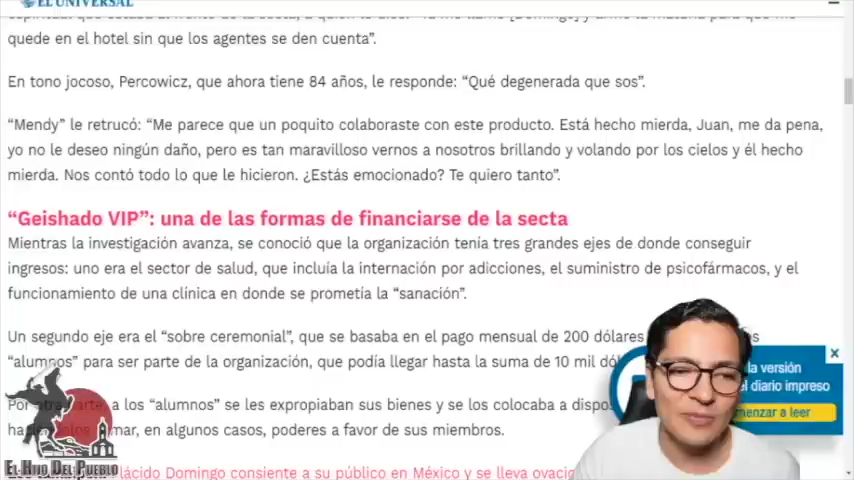 EL UNIVERSAL
quede en el hotel sin que los agentes se den cuenta”.
En tono jocoso, Percowicz, que ahora tiene 84 años, le responde: “Qué degenerada que sos”.
“Mendy” le retrucó: “Me parece que un poquito colaboraste con este producto. Está hecho mierda, Juan, me da pena,
yo no le deseo ningún daño, pero es tan maravilloso vernos a nosotros brillando y volando por los cielos y él hecho
mierda. Nos contó todo lo que le hicieron. ¿Estás emocionado? Te quiero tanto”.
“Geishado VIP”: una de las formas de financiarse de la secta
Mientras la investigación avanza, se conoció que la organización tenía tres grandes ejes de donde conseguir
ingresos: uno era el sector de salud, que incluía la internación por adicciones, el suministro de psicofármacos, y el
funcionamiento de una clínica en donde se prometía la “sanación”.
Un segundo eje era el “sobre ceremonial”, que se basaba en el pago mensual de 200 dólares
“alumnos” para ser parte de la organización, que podía llegar hasta la suma de 10 mil
Por otra parte, a los “alumnos” se les expropiaban sus bienes y se los colocaba a
mar, en algunos casos, poderes a favor de sus miembros.
Plácido Domingo consiente a su público en México y se lleva
la versión
el diario impreso
menzar a leer
EL HIJO DEL PUEBLO